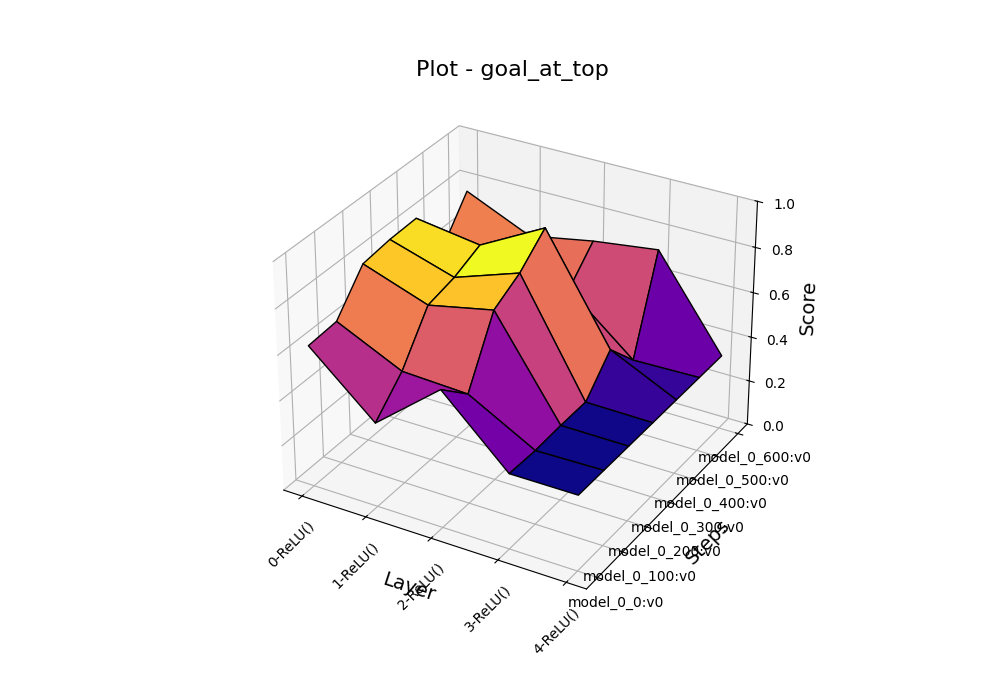 Plot - goal_at_top
1.0
0.8
0.6
0.4
0.2
0.0
Score
model_0_600:v0
model_0_500:v0
model_0_400:v0
model_0_300:v0
model_0_200:v0
model_0_100:v0
model_0_0:v0
Steps
0-ReLU()
1-ReLU()
2-ReLU()
3-ReLU()
4-ReLU()
Layer